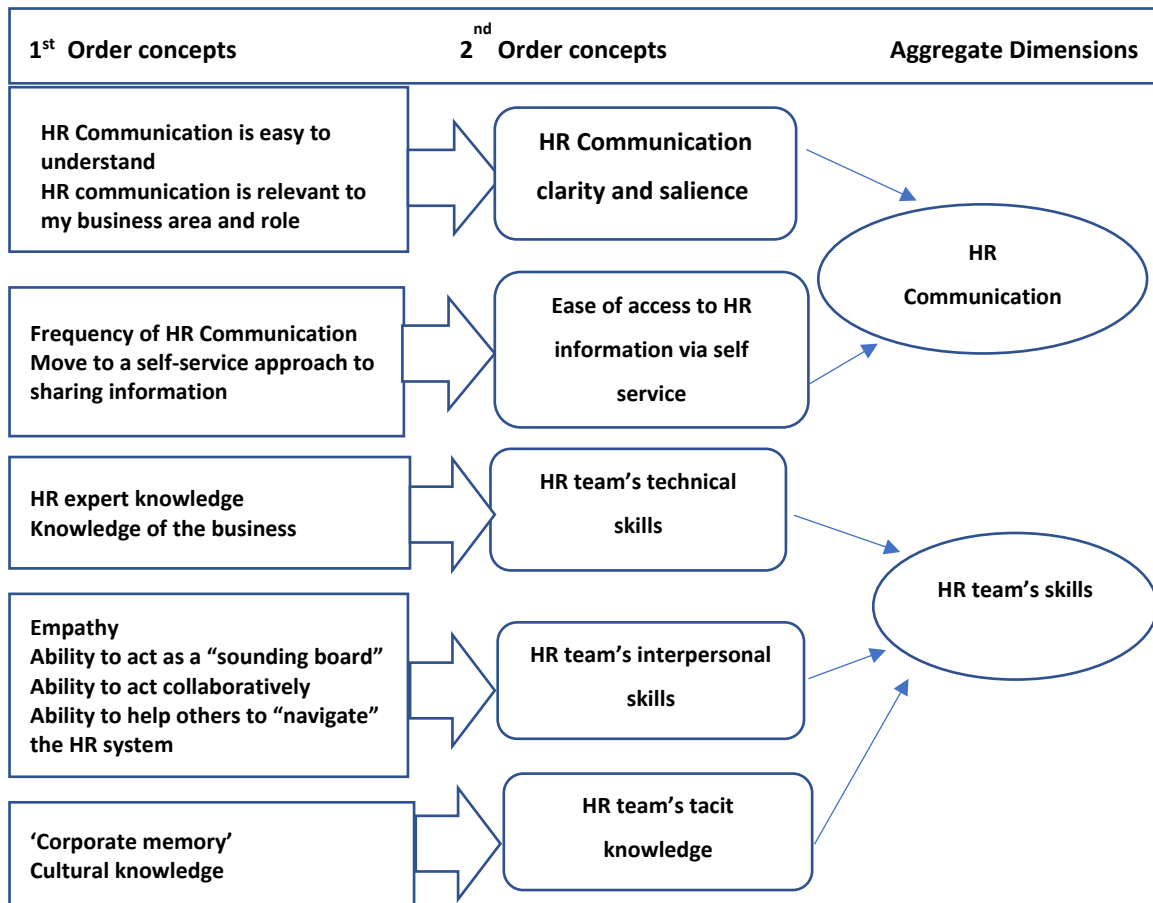 1st Order concepts
2nd Order concepts
Aggregate Dimensions
HR Communication is easy to
understand
HR communication is relevant to
my business area and role
HR Communication
clarity and salience
HR
Communication
Frequency of HR Communication
Move to a self-service approach to
sharing information
Ease of access to HR
information via self
service
HR expert knowledge
Knowledge of the business
HR team’s technical
skills
HR team’s skills
Empathy
Ability to act as a “sounding board”
Ability to act collaboratively
Ability to help others to “navigate”
the HR system
HR team’s interpersonal
skills
‘Corporate memory’
Cultural knowledge
HR team’s tacit
knowledge